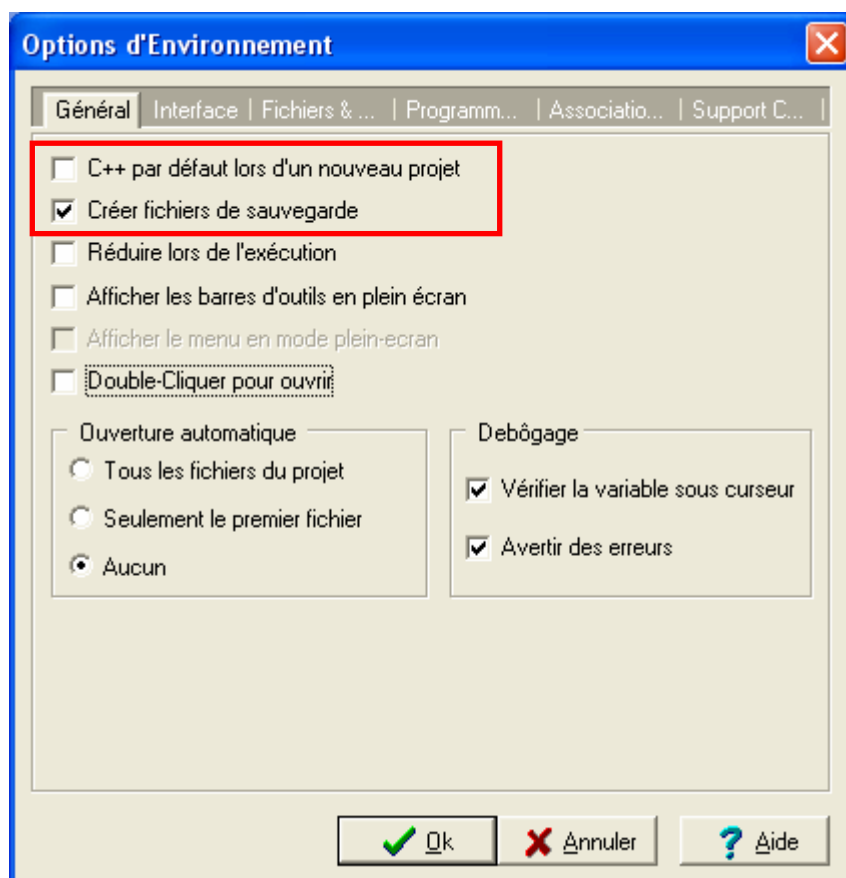 Options d'Environnement
Général | Interface | Fichiers & ... | Programm... | Associatio... | Support C... |
C++ par défaut lors d'un nouveau projet
Créer fichiers de sauvegarde
Réduire lors de l'exécution
Afficher les barres d'outils en plein écran
Afficher le menu en mode plein-ecran
Double-Cliquer pour ouvrir
Ouverture automatique
Tous les fichiers du projet
Seulement le premier fichier
Aucun
Debôgage
Vérifier la variable sous curseur
Avertir des erreurs
Ok Annuler ? Aide